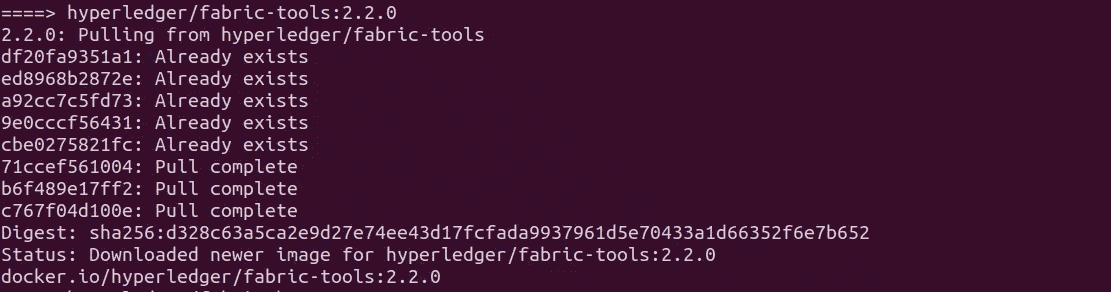 ====> hyperledger/fabric-tools:2.2.0
2.2.0: Pulling from hyperledger/fabric-tools
df20fa9351a1: Already exists
ed8968b2872e: Already exists
a92cc7c5fd73: Already exists
9e0cccf56431: Already exists
cbe0275821fc: Already exists
71ccef561004: Pull complete
b6f489e17ff2: Pull complete
c767f04d100e: Pull complete
Digest: sha256:d328c63a5ca2e9d27e74ee43d17fcfada9937961d5e70433a1d66352f6e7b652
Status: Downloaded newer image for hyperledger/fabric-tools:2.2.0
docker.io/hyperledger/fabric-tools:2.2.0